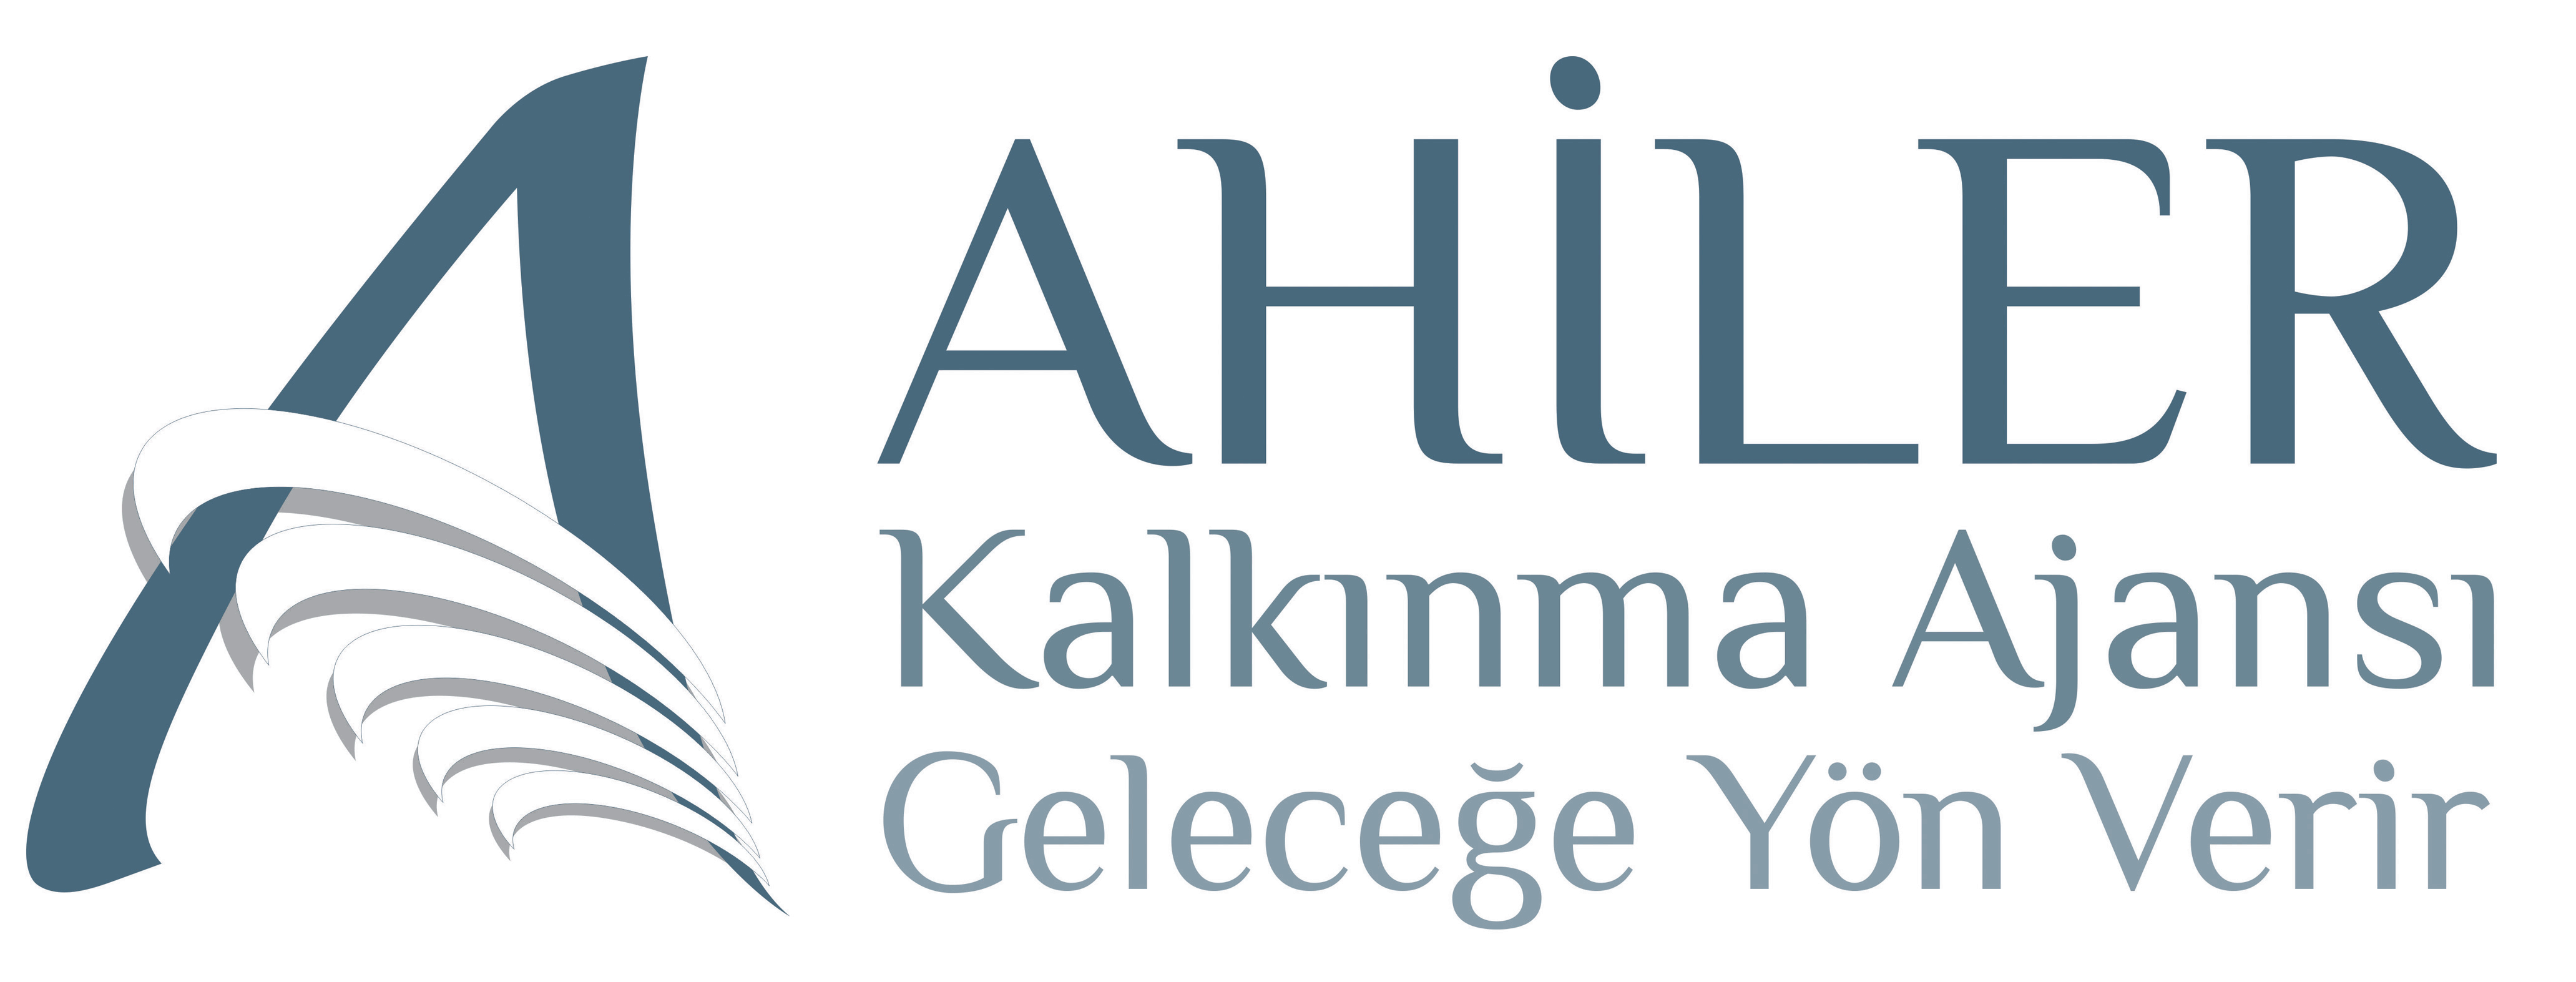 AHİLER
Kalkınma Ajansı
Geleceğe Yön Verir